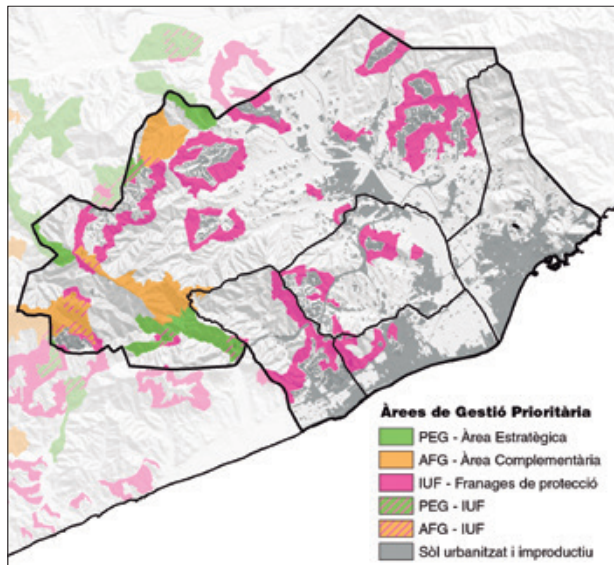 Àrees de Gestió Prioritària
PEG - Àrea Estratègica
AFG - Àrea Complementària
IUF - Franages de protecció
PEG - IUF
AFG - IUF
Sòl urbanitzat i improductiu